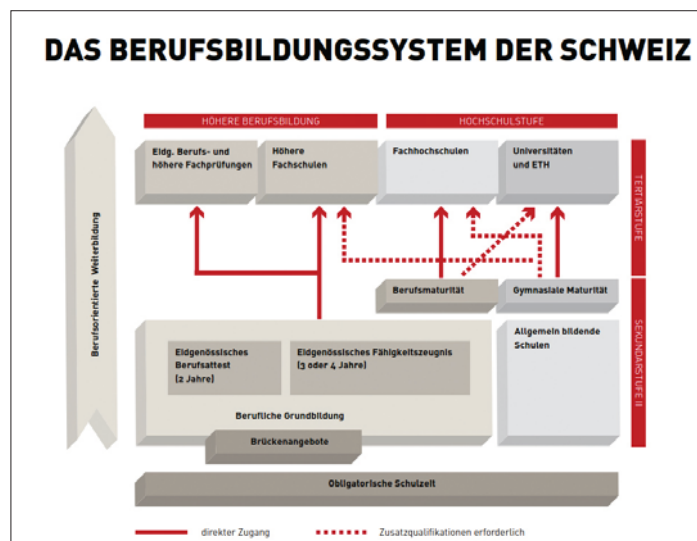 DAS BERUFSBILDUNGSSYSTEM DER SCHWEIZ
HÖHERE BERUFSBILDUNG
HOCHSCHULSTUFE
Eidg. Berufs- und
höhere Fachprüfungen
Höhere
Fachschulen
Fachhochschulen
Universitäten
und ETH
TERTIÄRSTUFE
Berufsorientierte Weiterbildung
Berufsmaturität
Gymnasiale Maturität
SEKUNDARSTUFE II
Eidgenössisches
Berufsattest
(2 Jahre)
Eidgenössisches Fähigkeitszeugnis
(3 oder 4 Jahre)
Allgemein bildende
Schulen
Berufliche Grundbildung
Brückenangebote
Obligatorische Schulzeit
direkter Zugang
Zusatzqualifikationen erforderlich